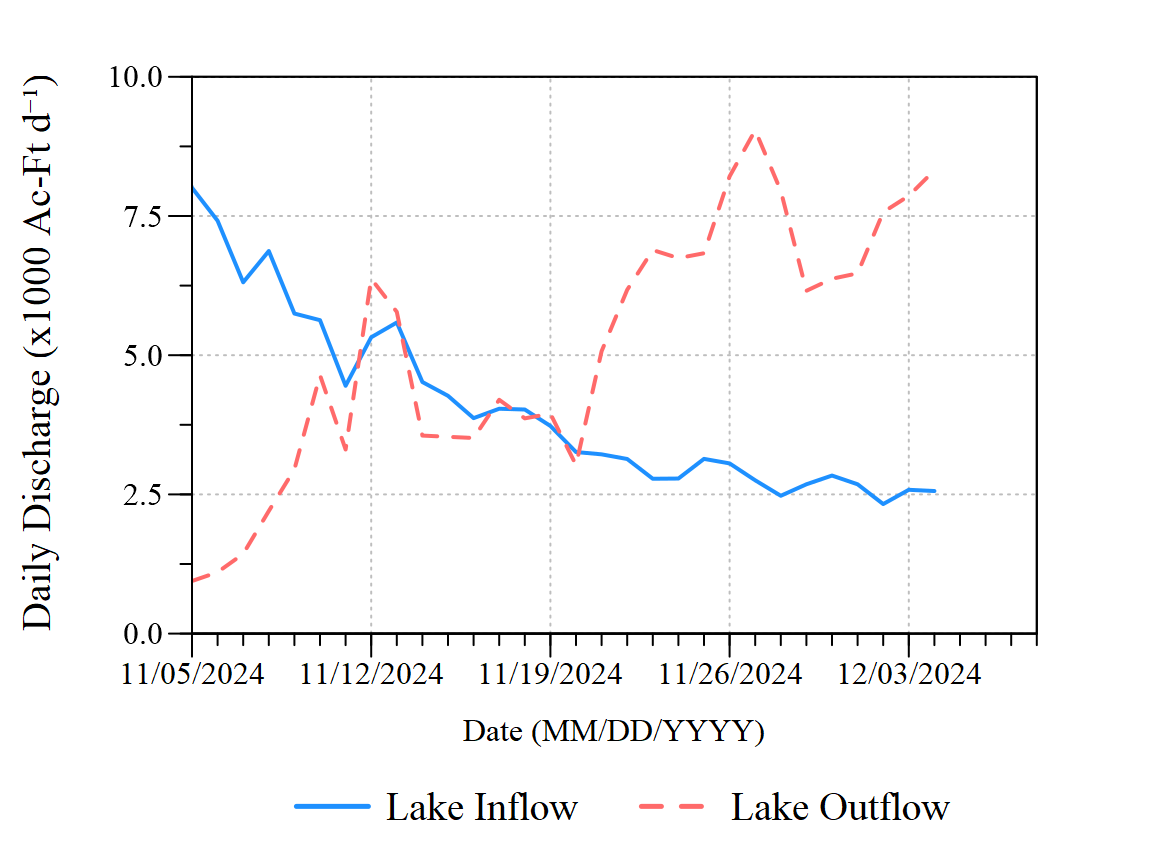 Daily Discharge (x1000 Ac-Ft d⁻¹)
10.0
7.5
5.0
2.5
0.0
11/05/2024 11/12/2024 11/19/2024 11/26/2024 12/03/2024
Date (MM/DD/YYYY)
Lake Inflow Lake Outflow